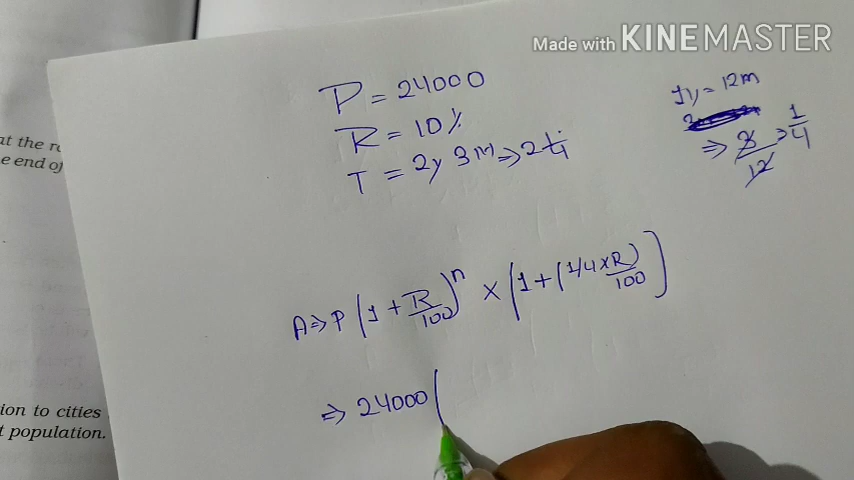 Made with KINEMASTER
P = 24000
R = 10%
T = 2y 3m ⇒ 2 1/4
1y = 12m
⇒ 3/12 ⇒ 1/4
at the r
e end of
A ⇒ P (1 + R/100)^n × (1 + (1/4 × R)/100)
⇒ 24000 (
ion to cities
t population.